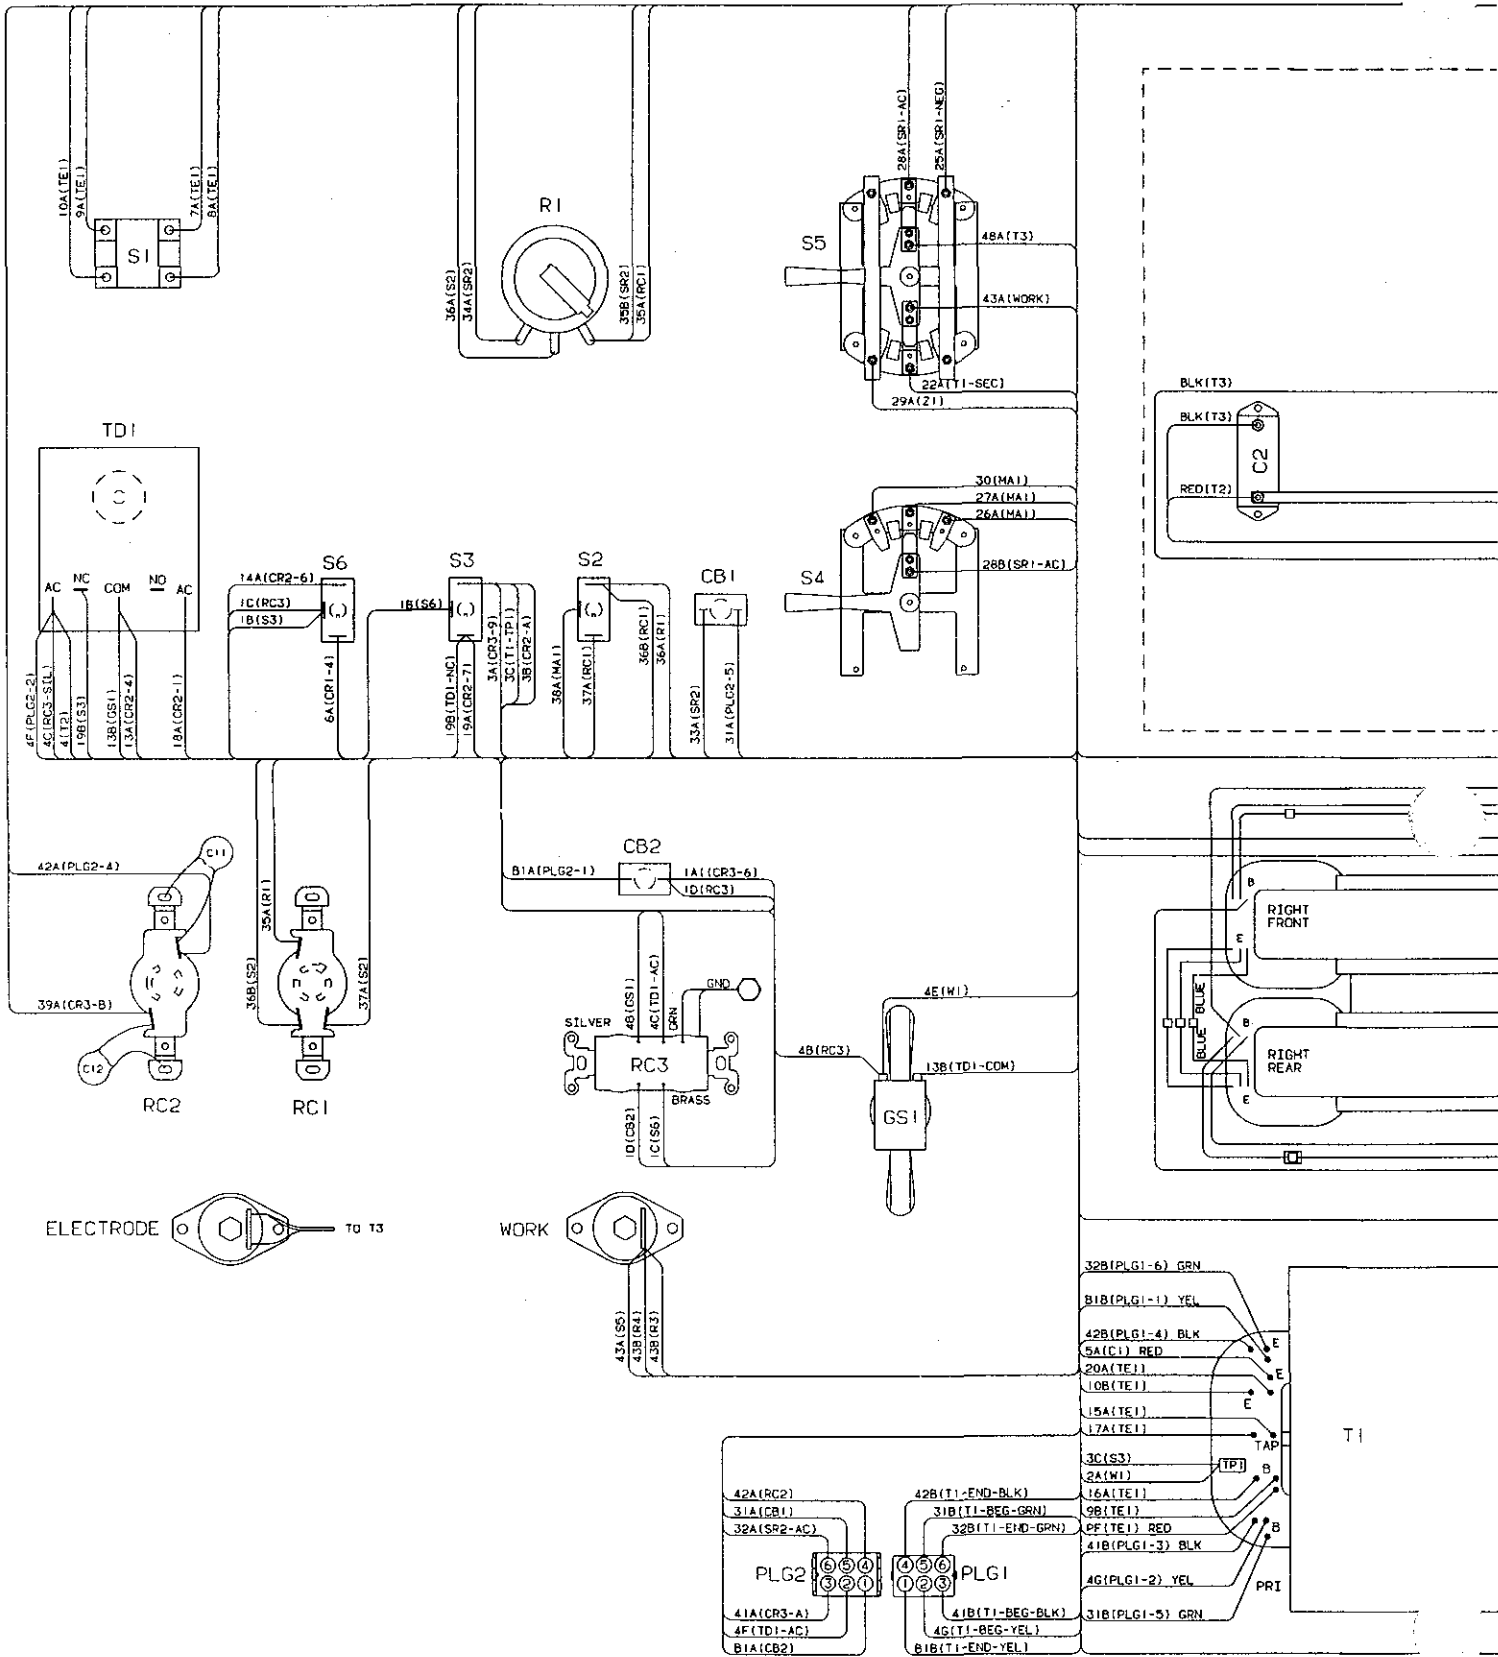 28A(SR1-AC)
25A(SR1-NEG)
10A(TE1)
9A(TE1)
7A(TE1)
8A(TE1)
S1
R1
36A(S2)
34A(SR2)
35B(SR2)
35A(RC1)
S5
48A(T3)
43A(WORK)
22A(T1-SEC)
29A(Z1)
BLK(T3)
BLK(T3)
RED(T2)
C2
TD1
AC
NC
COM
NO
AC
4F(PLG2-2)
4C(RC3-SIL)
4(T2)
19B(S3)
13B(GS1)
13A(CR2-4)
18A(CR2-1)
S6
14A(CR2-6)
1C(RC3)
1B(S3)
6A(CR1-4)
S3
1B(S6)
19B(TD1-NC)
19A(CR2-7)
3A(CR3-9)
3C(T1-TP1)
3B(CR2-A)
S2
38A(MA1)
37A(RC1)
36B(RC1)
36A(R1)
CB1
33A(SR2)
31A(PLG2-5)
S4
30(MA1)
27A(MA1)
26A(MA1)
28B(SR1-AC)
42A(PLG2-4)
C11
39A(CR3-B)
C12
RC2
35A(R1)
36B(S2)
37A(S2)
RC1
CB2
B1A(PLG2-1)
1A((CR3-6)
1D(RC3)
4B(GS1)
4C(TD1-AC)
GRN
GND
SILVER
RC3
BRASS
1D(CB2)
1C(S6)
4E(W1)
4B(RC3)
13B(TD1-COM)
GS1
B
RIGHT
FRONT
E
BLUE
BLUE
B
RIGHT
REAR
E
ELECTRODE
TO T3
WORK
43A(S5)
43B(R4)
43B(R3)
32B(PLG1-6) GRN
B1B(PLG1-1) YEL
42B(PLG1-4) BLK
5A(C1) RED
20A(TE1)
10B(TE1)
15A(TE1)
17A(TE1)
3C(S3)
2A(W1)
16A(TE1)
9B(TE1)
PF(TE1) RED
41B(PLG1-3) BLK
4G(PLG1-2) YEL
31B(PLG1-5) GRN
E
E
E
TAP
TP1
B
B
PRI
T1
42A(RC2)
31A(CB1)
32A(SR2-AC)
PLG2
6 5 4
3 2 1
41A(CR3-A)
4F(TD1-AC)
B1A(CB2)
42B(T1-END-BLK)
31B(T1-BEG-GRN)
32B(T1-END-GRN)
4 5 6
1 2 3
PLG1
41B(T1-BEG-BLK)
4G(T1-BEG-YEL)
B1B(T1-END-YEL)